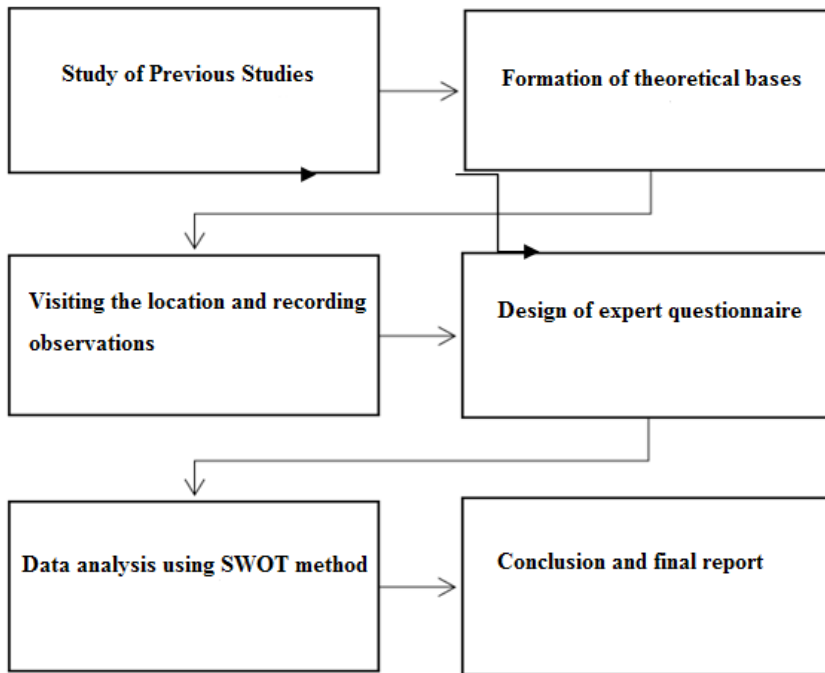 Study of Previous Studies
Formation of theoretical bases
Visiting the location and recording
observations
Design of expert questionnaire
Data analysis using SWOT method
Conclusion and final report